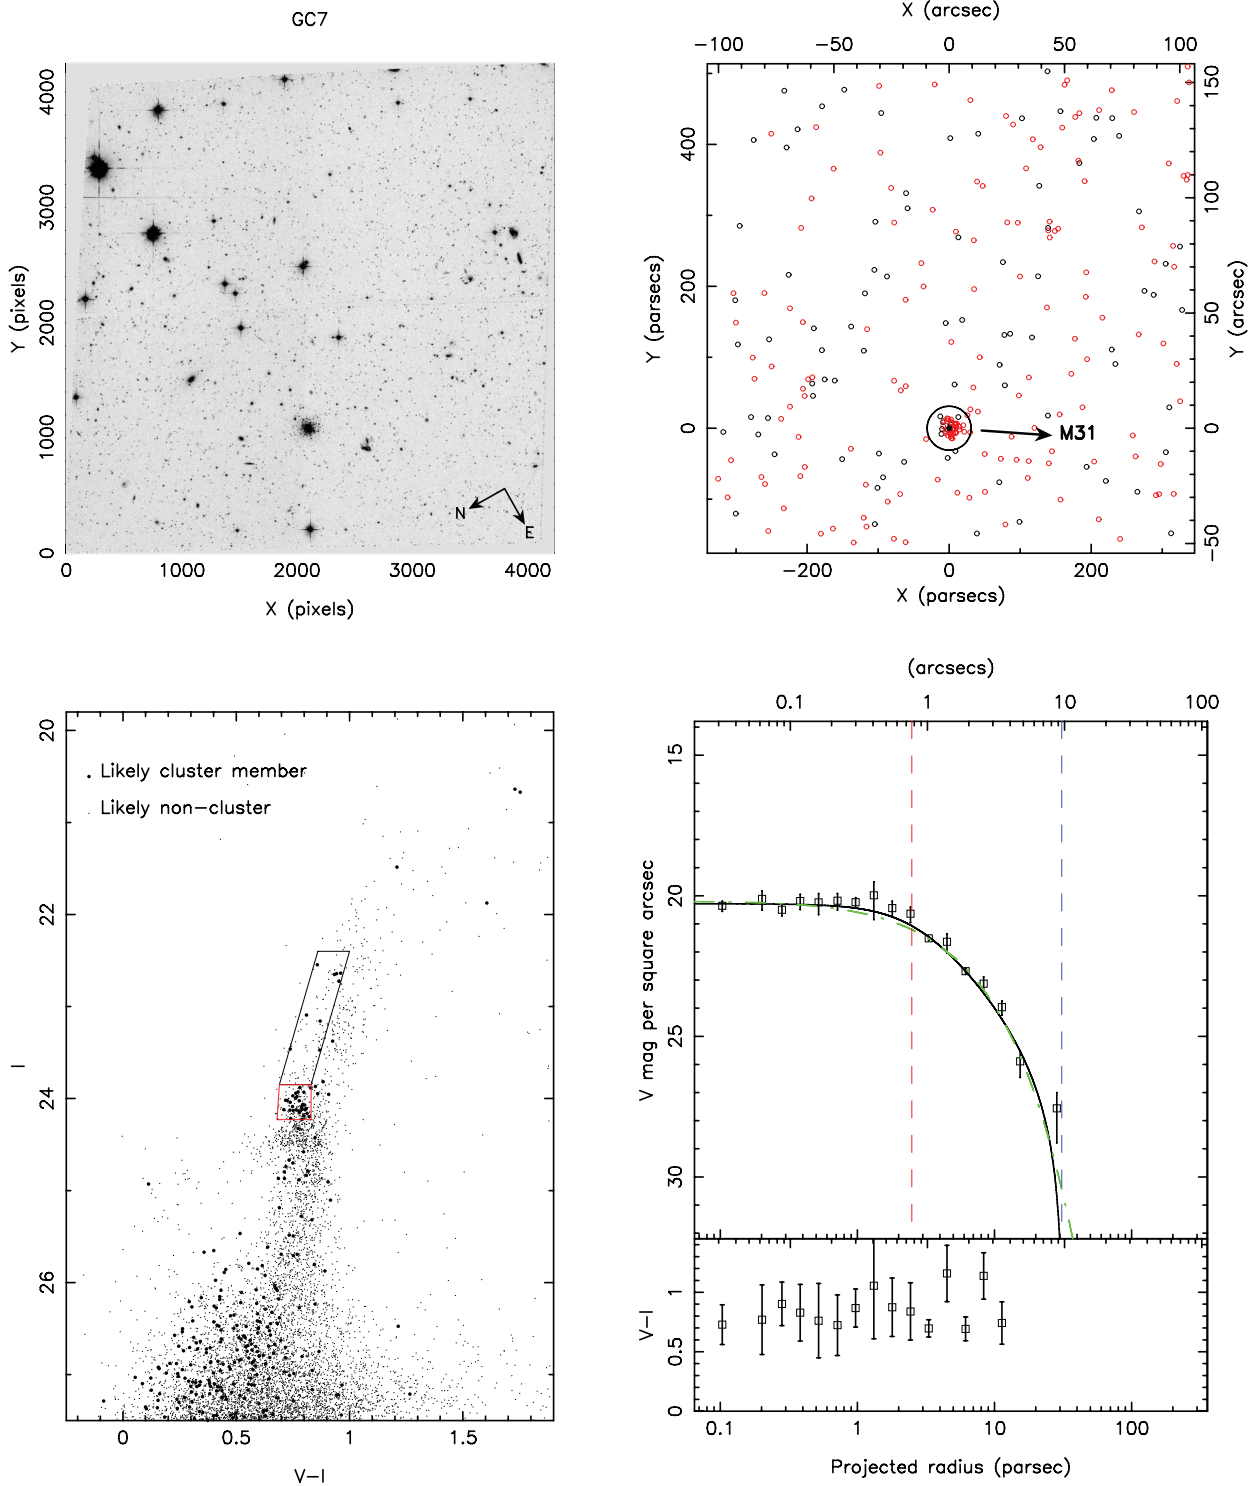 GC7
4000
3000
2000
1000
0
Y (pixels)
N
E
0 1000 2000 3000 4000
X (pixels)
X (arcsec)
−100 −50 0 50 100
400
200
0
Y (parsecs)
150
100
50
0
−50
Y (arcsec)
M31
−200 0 200
X (parsecs)
20
22
24
26
I
Likely cluster member
Likely non−cluster
0 0.5 1 1.5
V−I
(arcsecs)
0.1 1 10 100
15
20
25
30
V mag per square arcsec
1
0.5
0
V−I
0.1 1 10 100
Projected radius (parsec)